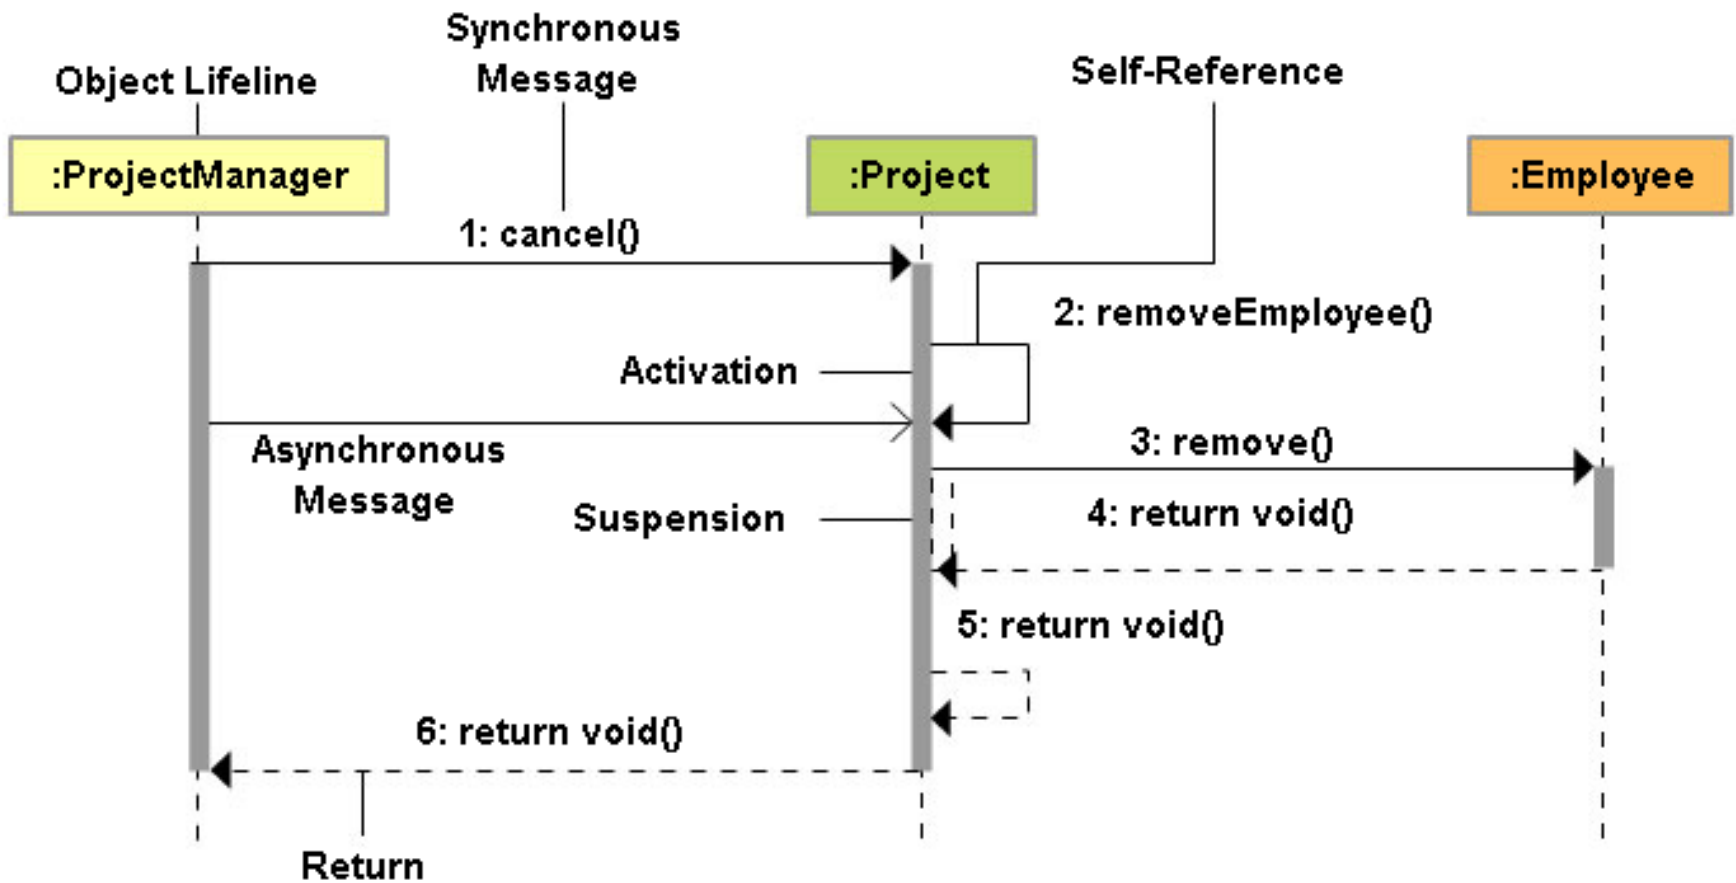 Synchronous
Message
Object Lifeline
Self-Reference
:ProjectManager
:Project
:Employee
1: cancel()
2: removeEmployee()
Activation
Asynchronous
Message
3: remove()
Suspension
4: return void()
5: return void()
6: return void()
Return